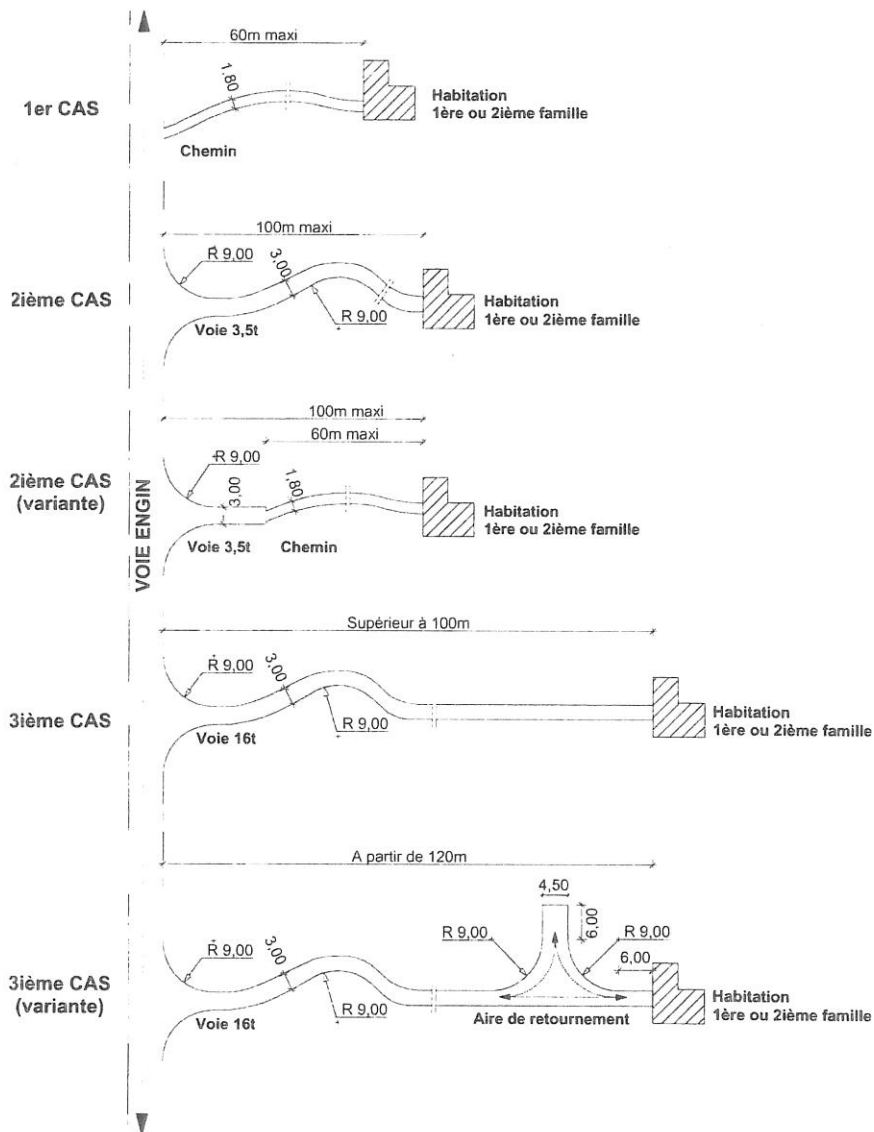 VOIE ENGIN
1er CAS
60m maxi
1,80
Chemin
Habitation
1ère ou 2ième famille
2ième CAS
100m maxi
R 9,00
3,00
R 9,00
Voie 3,5t
Habitation
1ère ou 2ième famille
2ième CAS
(variante)
100m maxi
60m maxi
R 9,00
3,00
1,80
Voie 3,5t
Chemin
Habitation
1ère ou 2ième famille
3ième CAS
Supérieur à 100m
R 9,00
3,00
R 9,00
Voie 16t
Habitation
1ère ou 2ième famille
3ième CAS
(variante)
A partir de 120m
4,50
6,00
R 9,00
R 9,00
6,00
R 9,00
3,00
R 9,00
Voie 16t
Aire de retournement
Habitation
1ère ou 2ième famille